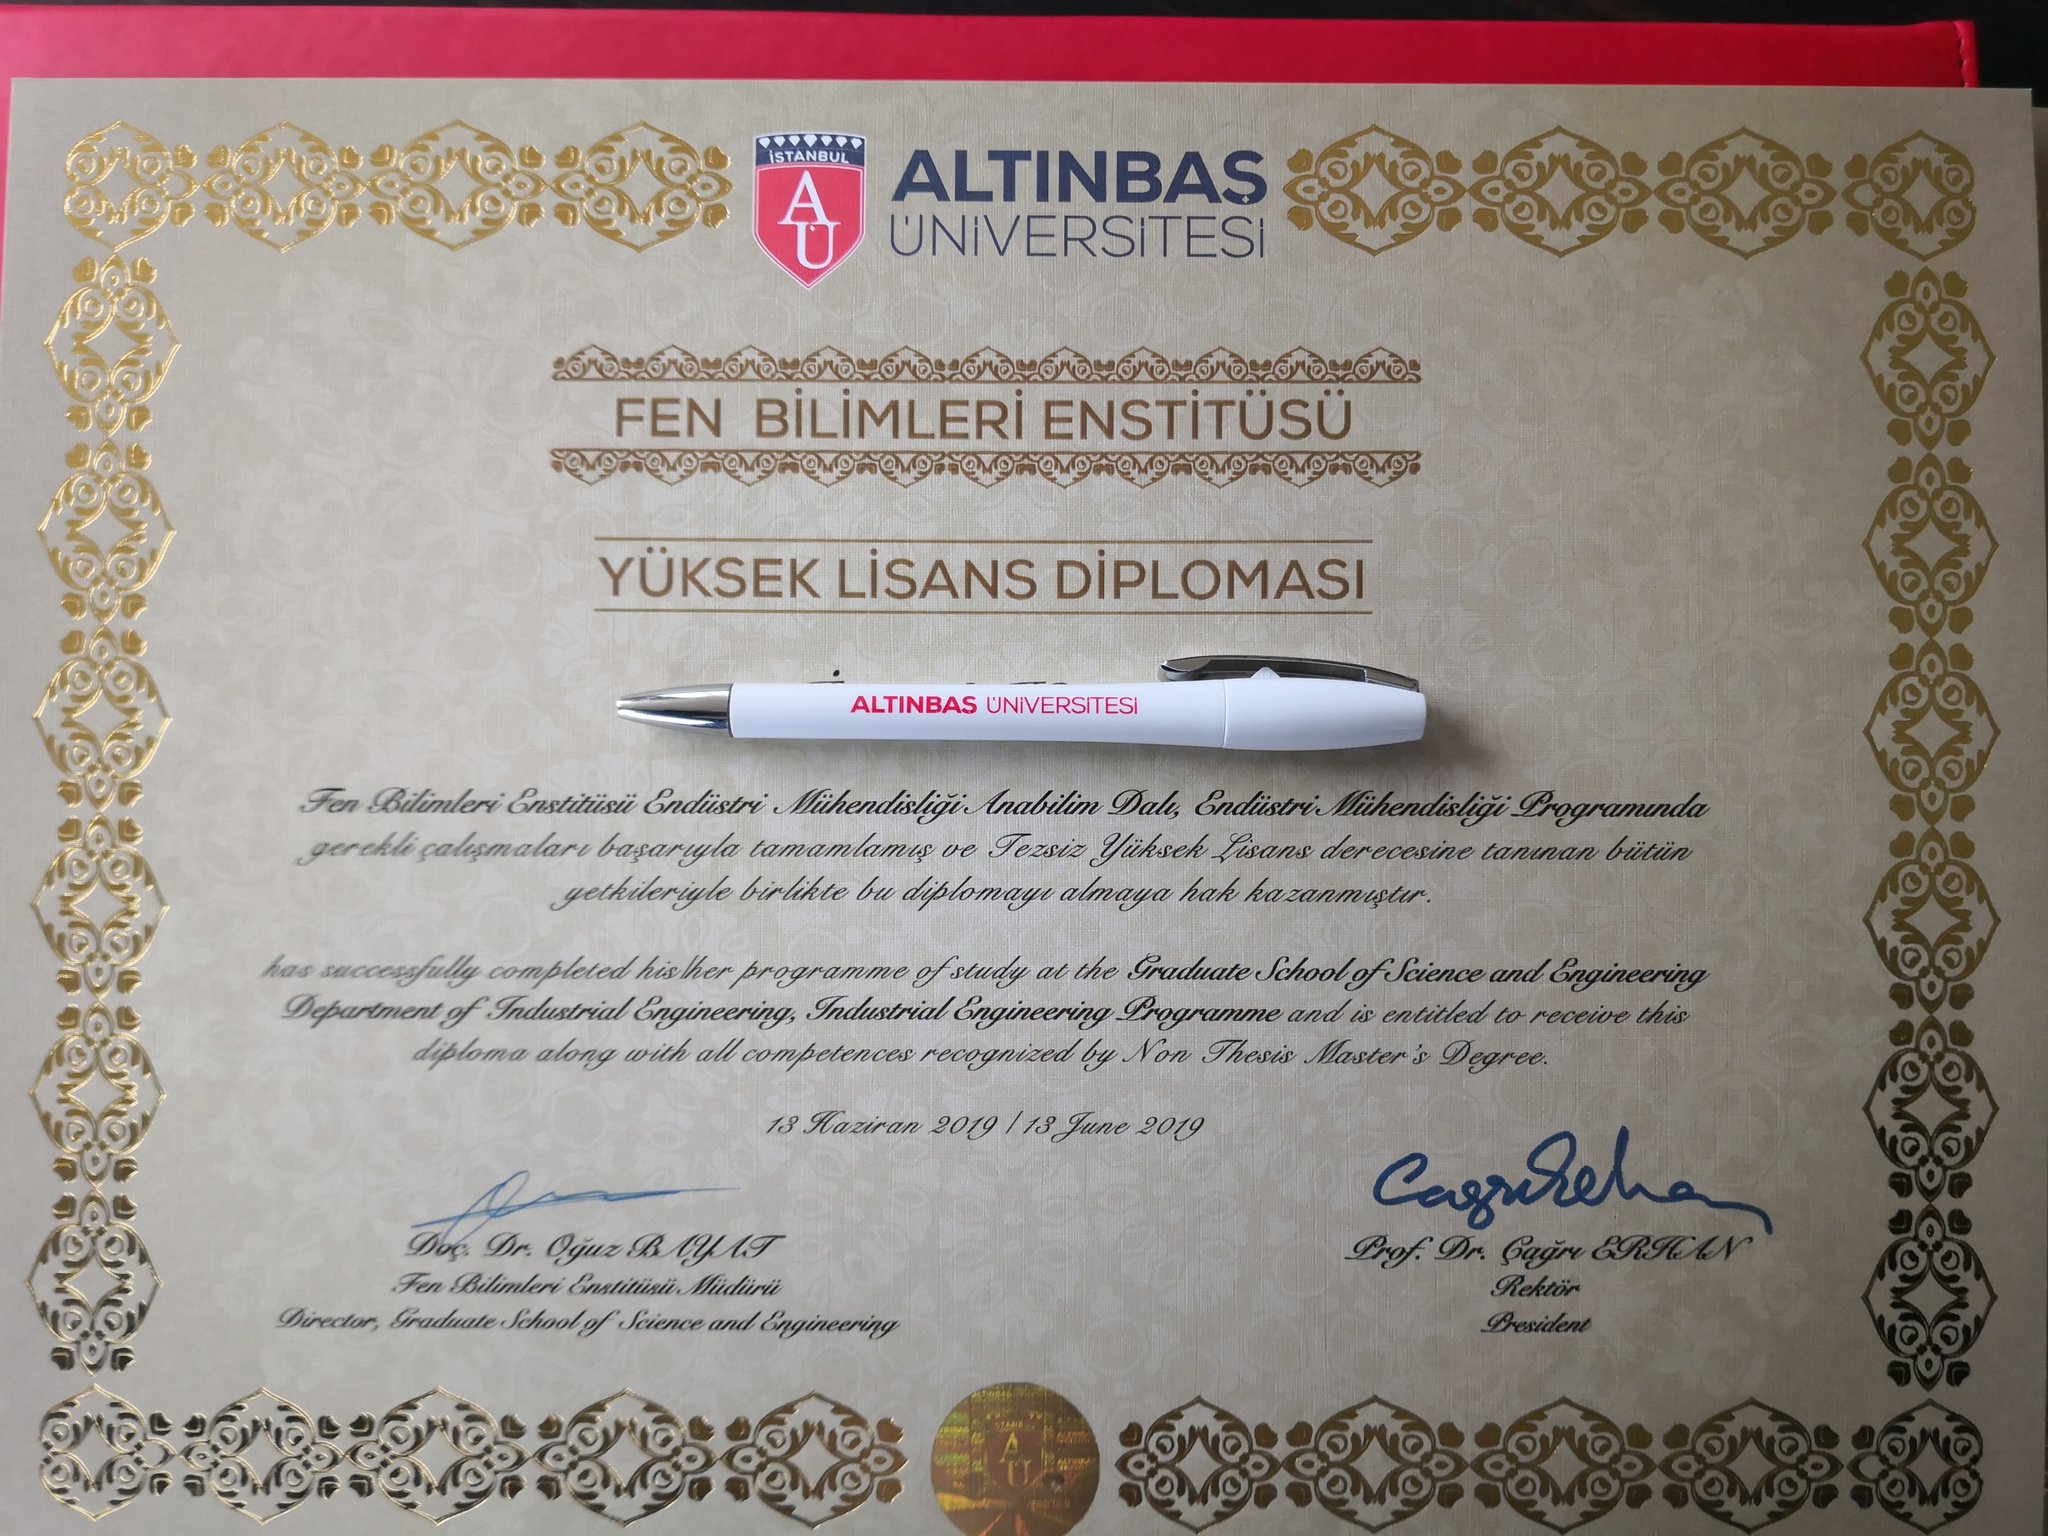 İSTANBUL
AÜ
ALTINBAŞ
ÜNİVERSİTESİ
FEN BİLİMLERİ ENSTİTÜSÜ
YÜKSEK LİSANS DİPLOMASI
ALTINBAŞ ÜNİVERSİTESİ
Fen Bilimleri Enstitüsü Endüstri Mühendisliği Anabilim Dalı, Endüstri Mühendisliği Programında
gerekli çalışmaları başarıyla tamamlamış ve Tezsiz Yüksek Lisans derecesine tanınan bütün
yetkileriyle birlikte bu diplomayı almaya hak kazanmıştır.
has successfully completed his\her programme of study at the Graduate School of Science and Engineering
Department of Industrial Engineering, Industrial Engineering Programme and is entitled to receive this
diploma along with all competences recognized by Non Thesis Master's Degree.
13 Haziran 2019 / 13 June 2019
Doç. Dr. Oğuz BAYAT
Fen Bilimleri Enstitüsü Müdürü
Director, Graduate School of Science and Engineering
Prof. Dr. Çağrı ERHAN
Rektör
President
AÜ